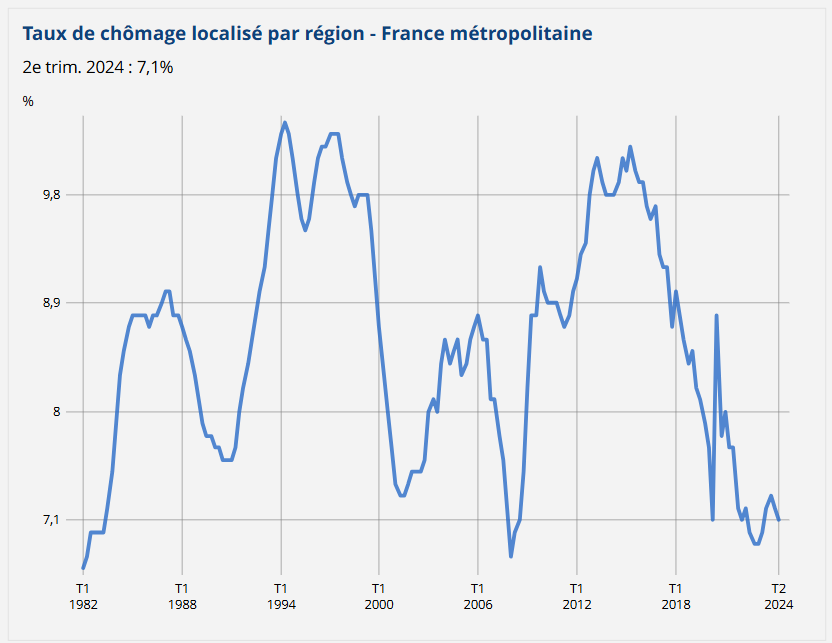 Taux de chômage localisé par région - France métropolitaine
2e trim. 2024 : 7,1%
%
9,8
8,9
8
7,1
T1 T1 T1 T1 T1 T1 T1 T2
1982 1988 1994 2000 2006 2012 2018 2024